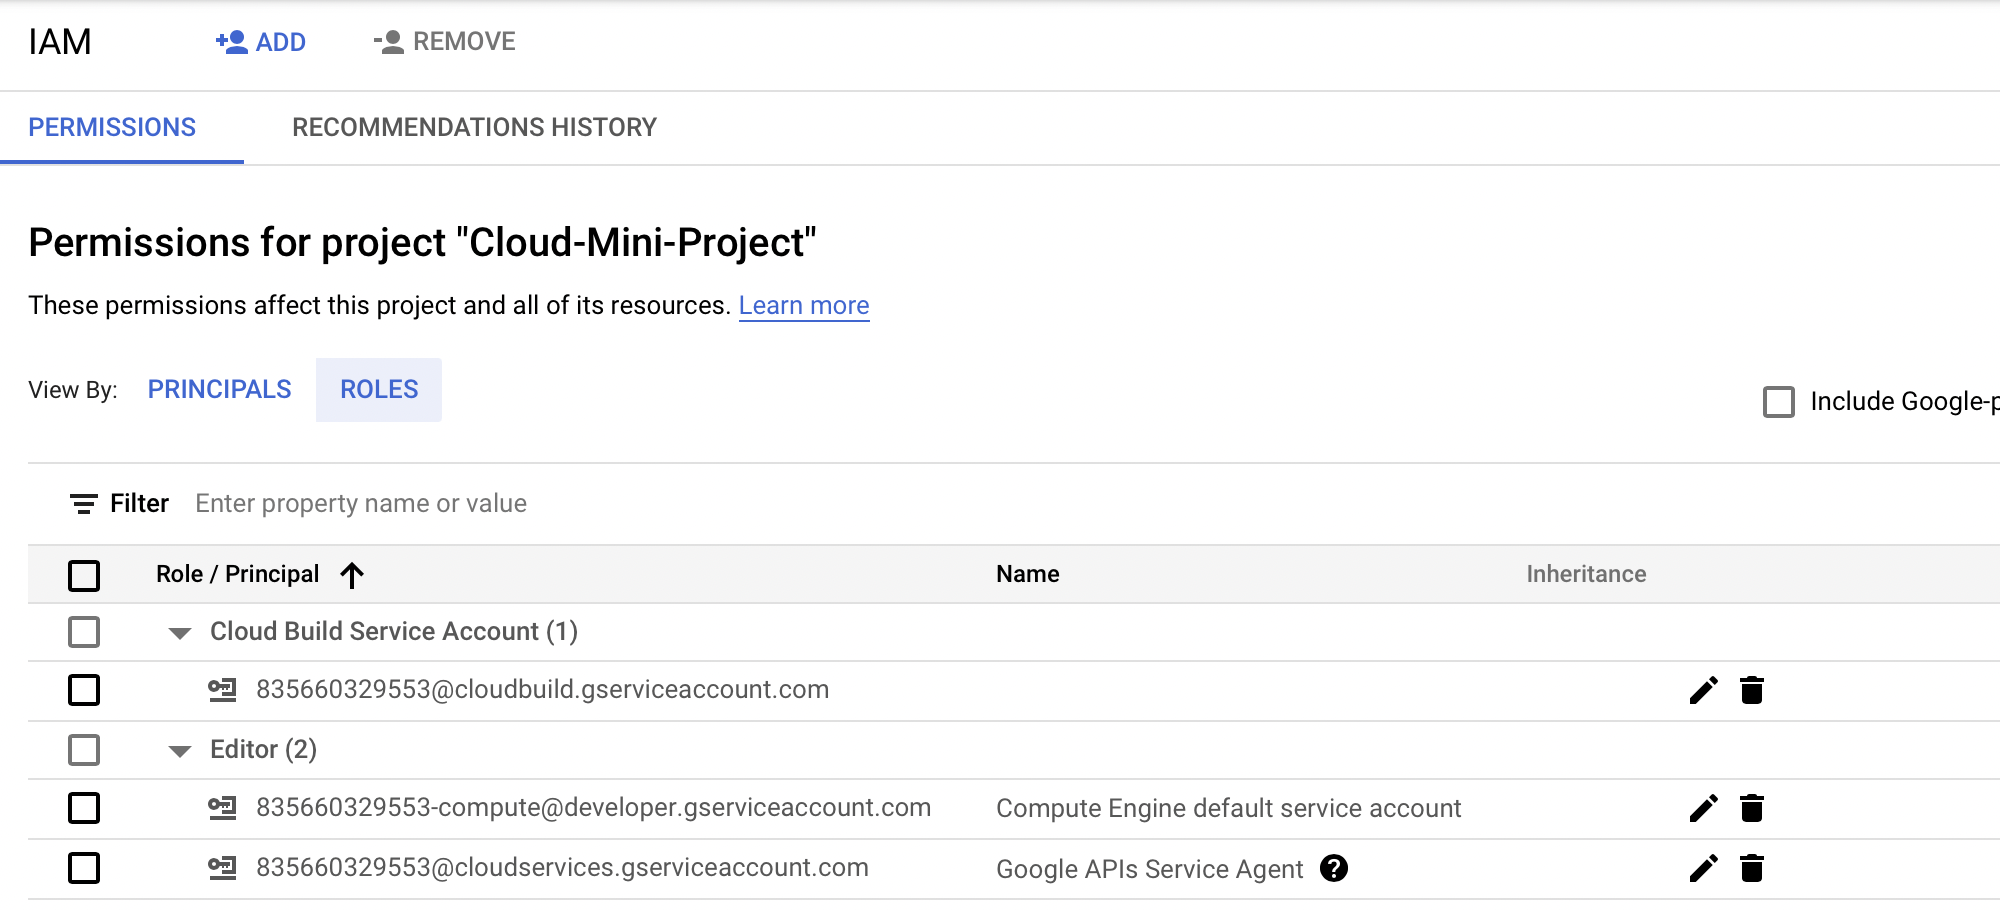 IAM ADD REMOVE
PERMISSIONS RECOMMENDATIONS HISTORY
Permissions for project "Cloud-Mini-Project"
These permissions affect this project and all of its resources. Learn more
View By: PRINCIPALS ROLES
Include Google-p
Filter Enter property name or value
Role / Principal Name Inheritance
Cloud Build Service Account (1)
835660329553@cloudbuild.gserviceaccount.com
Editor (2)
835660329553-compute@developer.gserviceaccount.com Compute Engine default service account
835660329553@cloudservices.gserviceaccount.com Google APIs Service Agent ?